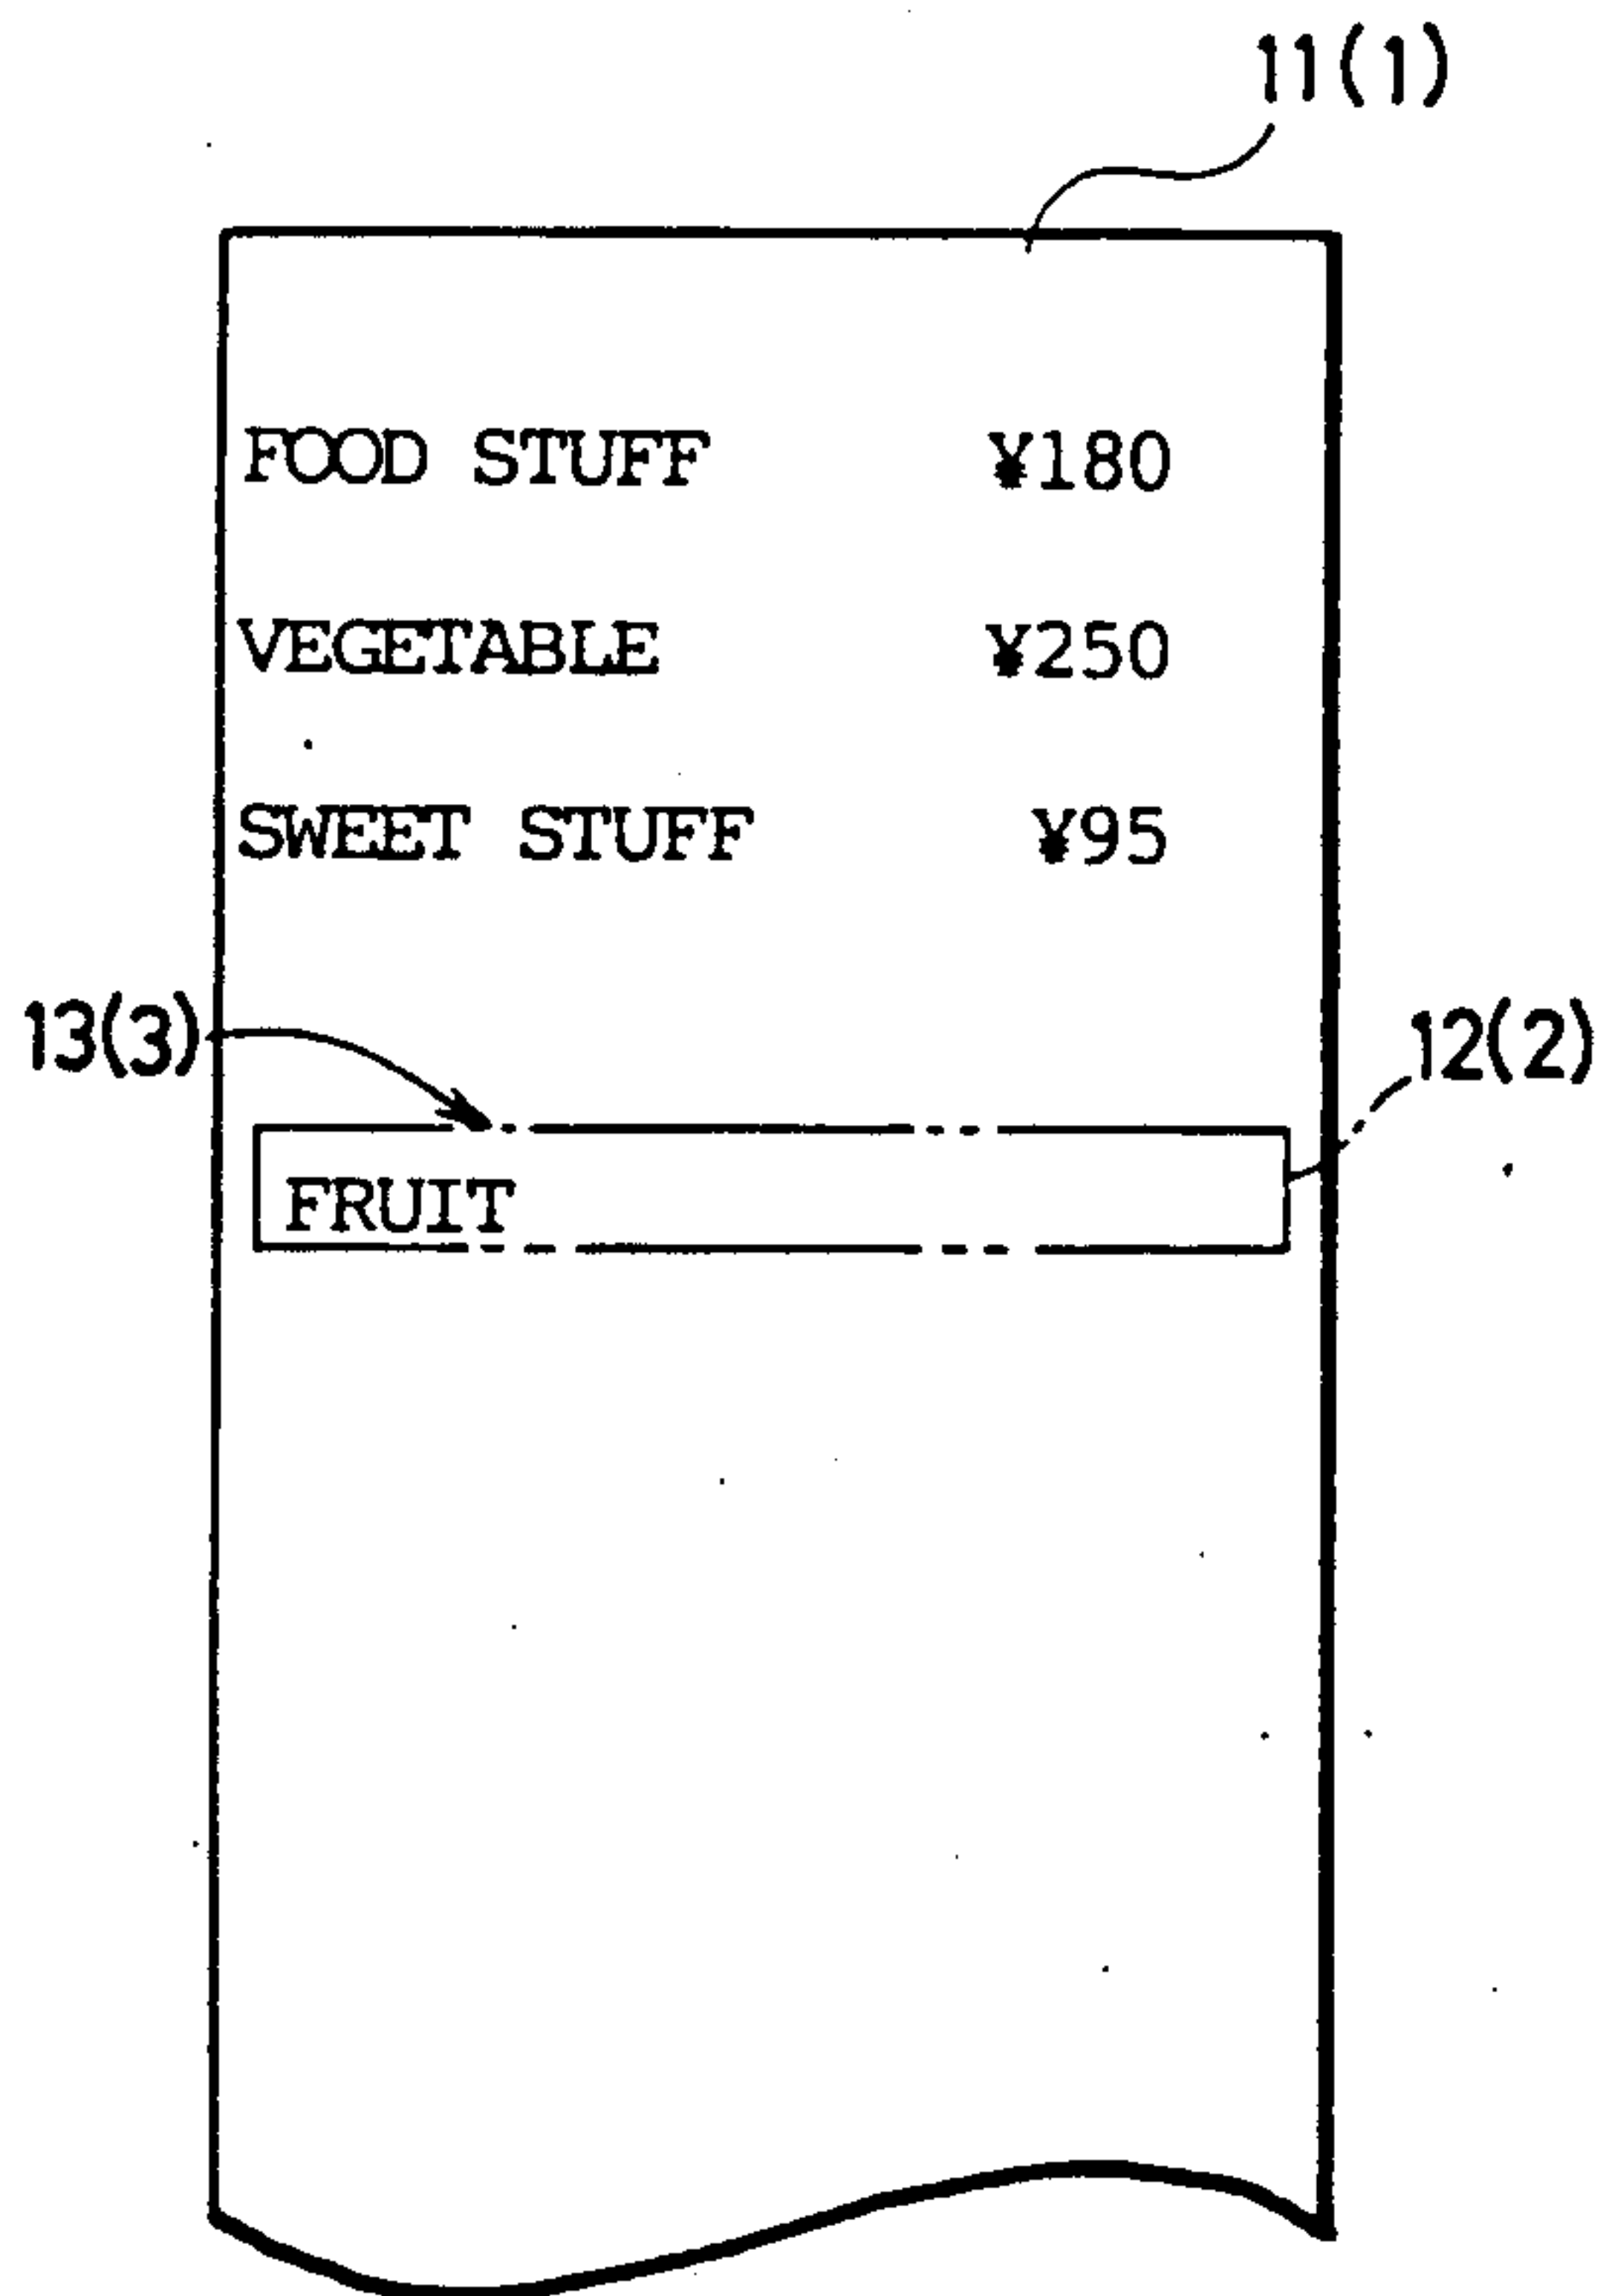 11(1)
FOOD STUFF ¥180
VEGETABLE ¥250
SWEET STUFF ¥95
13(3)
12(2)
FRUIT